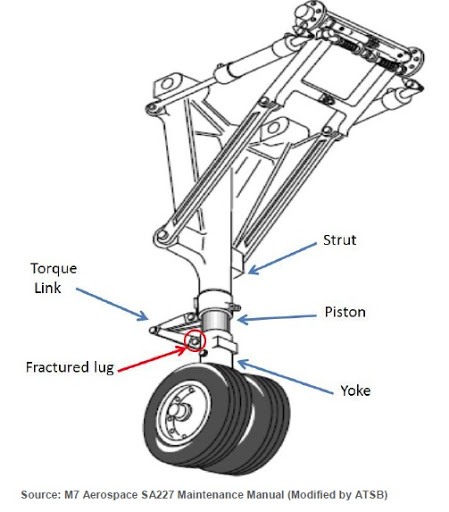 Strut
Torque
Link
Piston
Fractured lug
Yoke
Source: M7 Aerospace SA227 Maintenance Manual (Modified by ATSB)